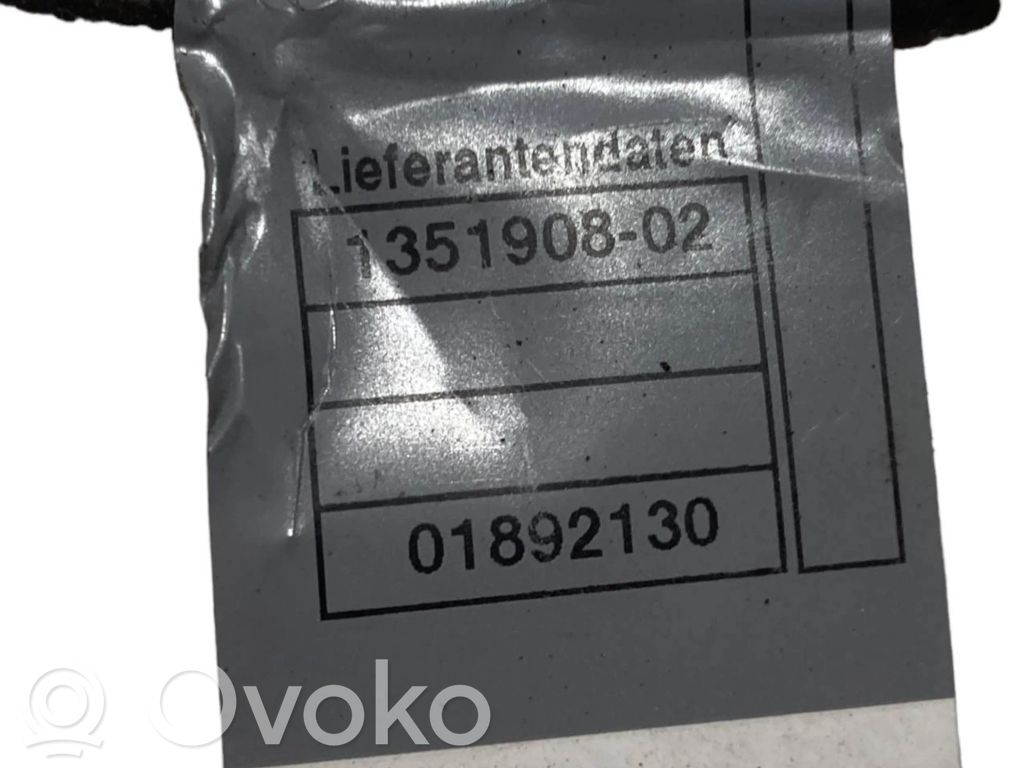 Lieferantendaten
1351908-02
01892130
Ovoko